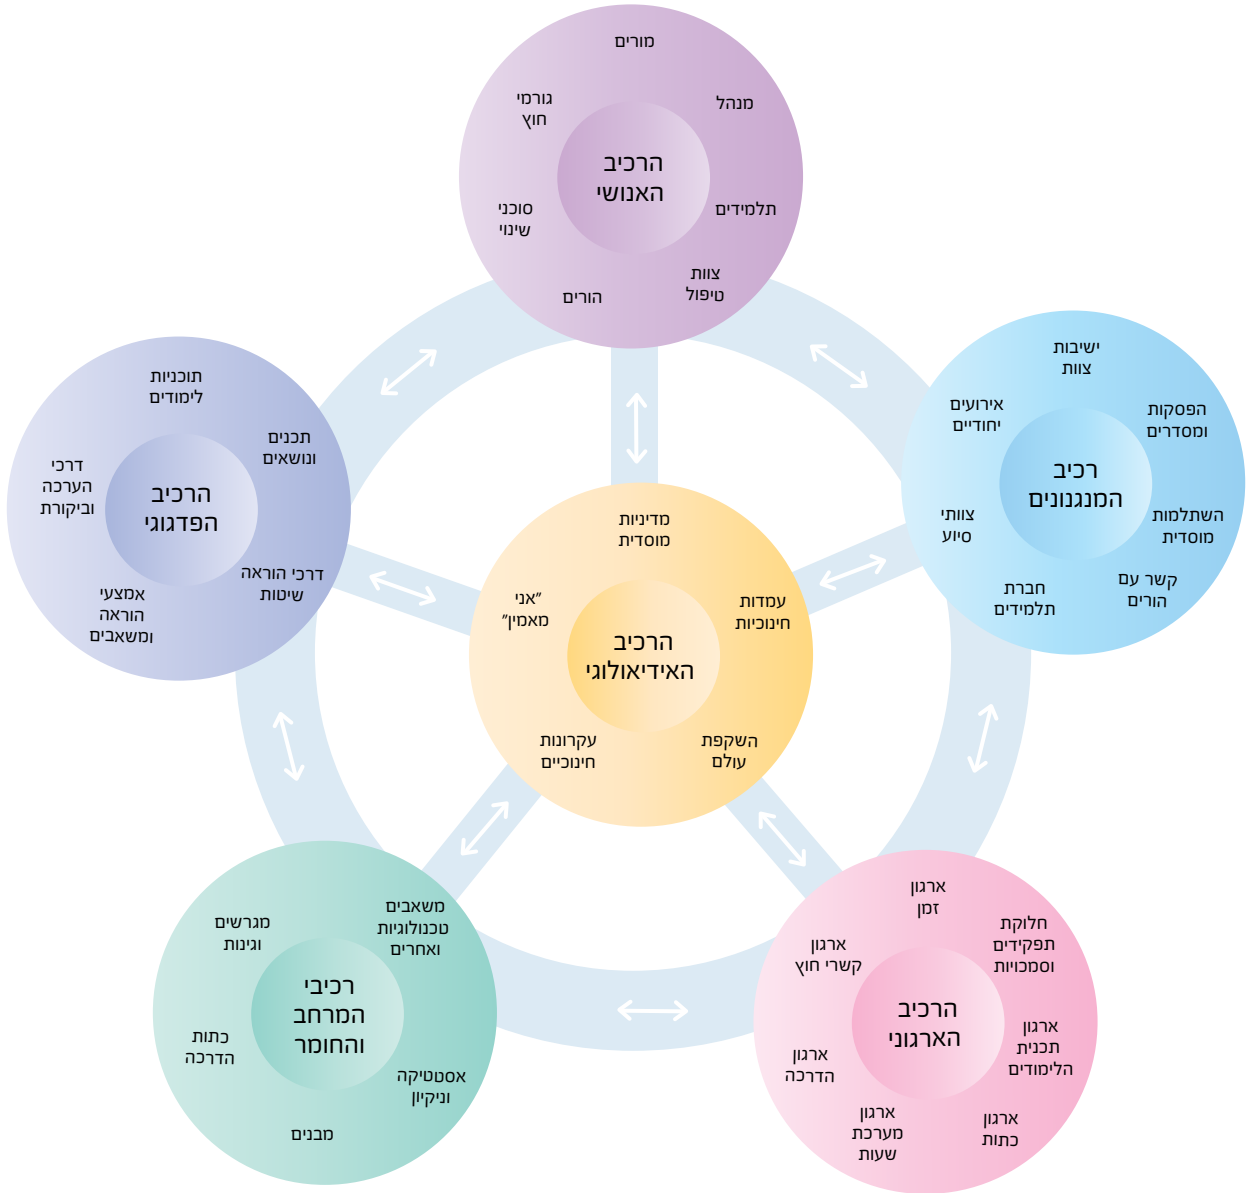 מורים
מנהל
תלמידים
צוות
טיפול
הורים
סוכני
שינוי
גורמי
חוץ
הרכיב
האנושי
ישיבות
צוות
הפסקות
ומסדרים
השתלמות
מוסדית
קשר עם
הורים
חברת
תלמידים
צוותי
סיוע
אירועים
יחודיים
רכיב
המנגנונים
תוכניות
לימודים
תכנים
ונושאים
דרכי הוראה
שיטות
אמצעי
הוראה
ומשאבים
דרכי
הערכה
וביקורת
הרכיב
הפדגוגי
מדיניות
מוסדית
עמדות
חינוכיות
השקפת
עולם
עקרונות
חינוכיים
"אני
מאמין"
הרכיב
האידיאולוגי
ארגון
זמן
חלוקת
תפקידים
וסמכויות
ארגון
תכנית
הלימודים
ארגון
כתות
ארגון
מערכת
שעות
ארגון
הדרכה
ארגון
קשרי חוץ
הרכיב
הארגוני
משאבים
טכנולוגיות
ואחרים
אסטטיקה
וניקיון
מבנים
כתות
הדרכה
מגרשים
וגינות
רכיבי
המרחב
והחומר